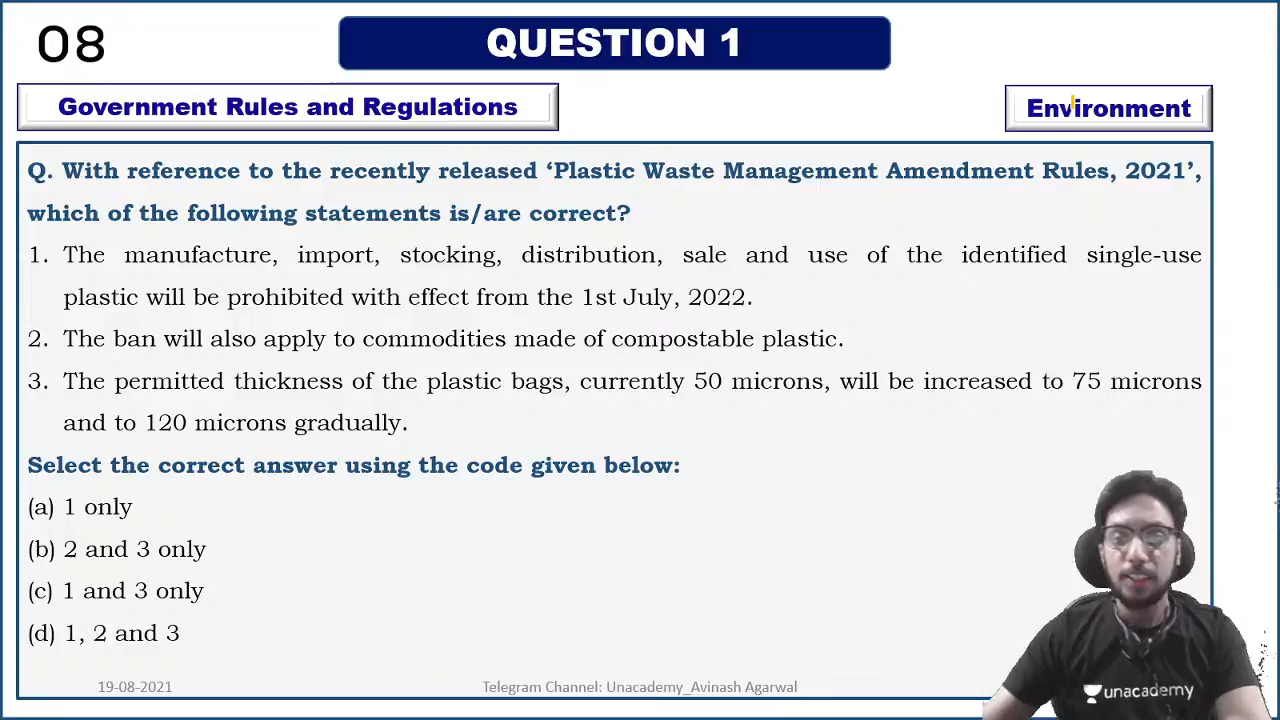 08
QUESTION 1
Government Rules and Regulations
Environment
Q. With reference to the recently released ‘Plastic Waste Management Amendment Rules, 2021’,
which of the following statements is/are correct?
1. The manufacture, import, stocking, distribution, sale and use of the identified single-use
plastic will be prohibited with effect from the 1st July, 2022.
2. The ban will also apply to commodities made of compostable plastic.
3. The permitted thickness of the plastic bags, currently 50 microns, will be increased to 75 microns
and to 120 microns gradually.
Select the correct answer using the code given below:
(a) 1 only
(b) 2 and 3 only
(c) 1 and 3 only
(d) 1, 2 and 3
19-08-2021
Telegram Channel: Unacademy_Avinash Agarwal
unacademy